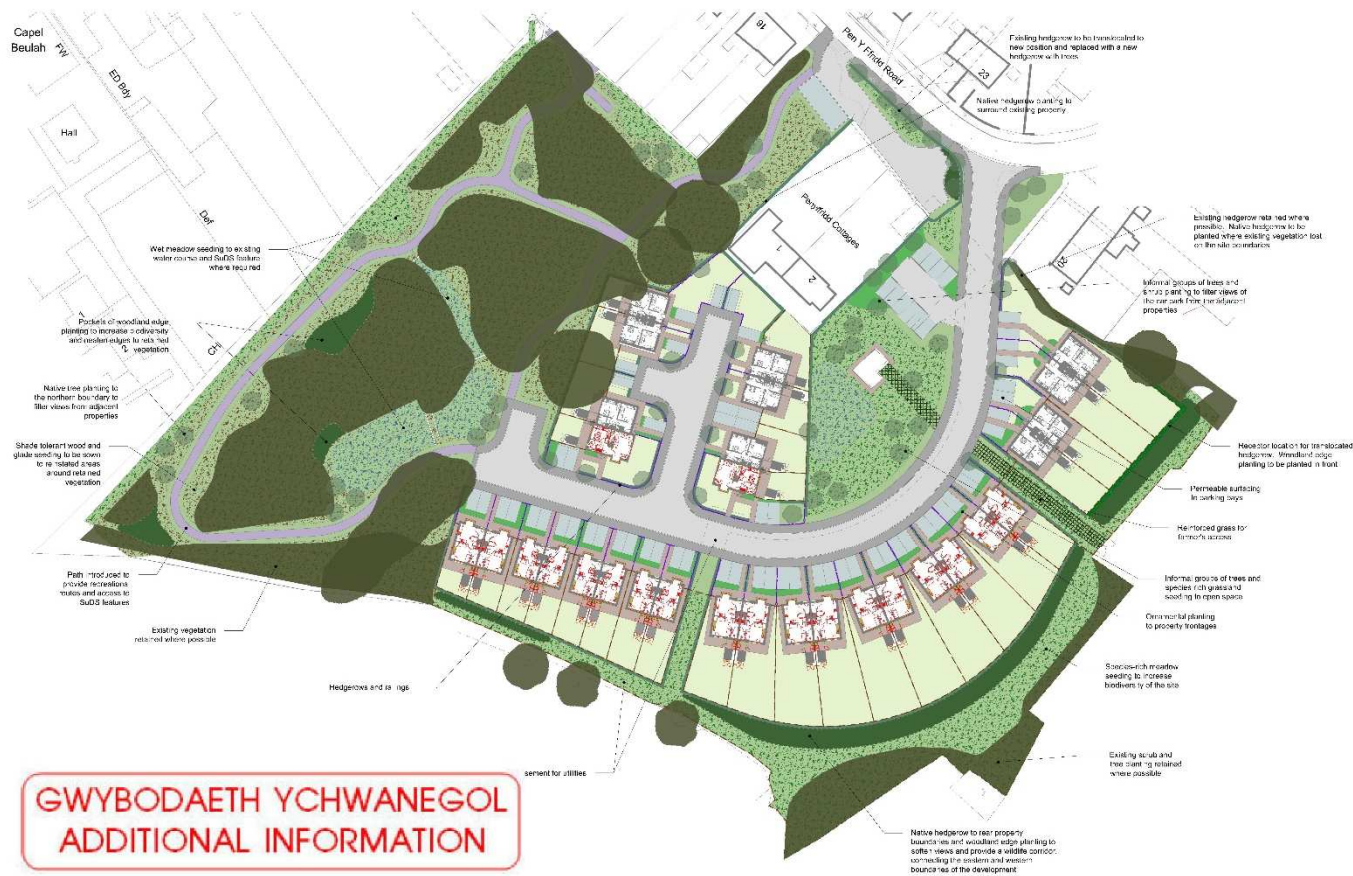 Capel
Beulah
FW
ED Bdy
Hall
Def
16
Pen Y Ffridd Road
23
Existing hedgerow to be translocated to
new position and replaced with a new
hedgerow with trees
Native hedgerow planting to
surround existing property
Penyffridd Cottages
1
2
20
Existing hedgerow retained where
possible. Native hedgerow to be
planted where existing vegetation lost
on the site boundaries
Informal groups of trees and
shrub planting to filter views of
the car park from the adjacent
properties
Wet meadow seeding to existing
water course and SuDS feature
where required
Pockets of woodland edge
planting to increase biodiversity
and nealen edges to retained
vegetation
Native tree planting to
the northern boundary to
filter views from adjacent
properties
Shade tolerant wood and
glade seeding to be sown
to reinstated areas
around retained
vegetation
Path introduced to
provide recreational
routes and access to
SuDS features
Existing vegetation
retained where possible
Hedgerows and railings
sement for utilities
Receptor location for translocated
hedgerow. Woodland edge
planting to be planted in front
Permeable surfacing
in parking bays
Reinforced grass for
farmer's access
Informal groups of trees and
species rich grassland
seeding in open space
Ornamental planting
to property frontages
Species-rich meadow
seeding to increase
biodiversity of the site
Existing scrub and
tree planting retained
where possible
Native hedgerow to rear property
boundaries and woodland edge planting to
soften views and provide a wildlife corridor,
connecting the eastern and western
boundaries of the development
GWYBODAETH YCHWANEGOL
ADDITIONAL INFORMATION